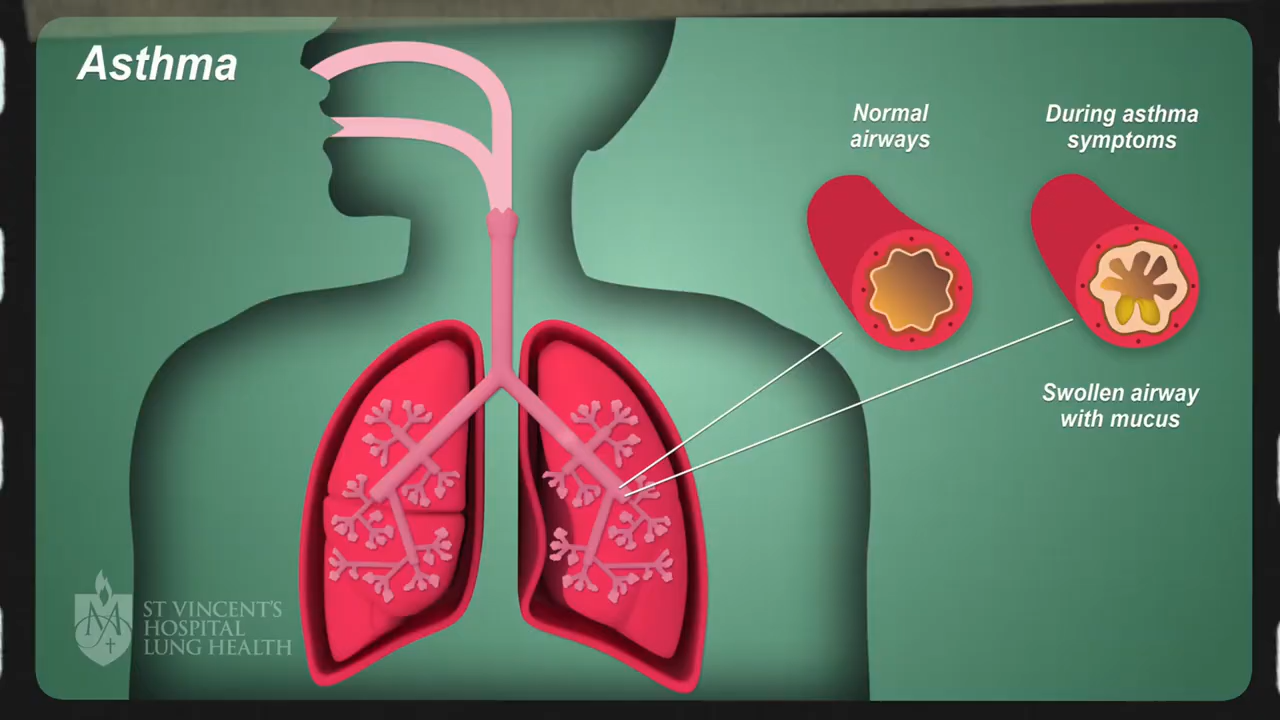 Asthma
Normal
airways
During asthma
symptoms
Swollen airway
with mucus
ST VINCENT'S
HOSPITAL
LUNG HEALTH